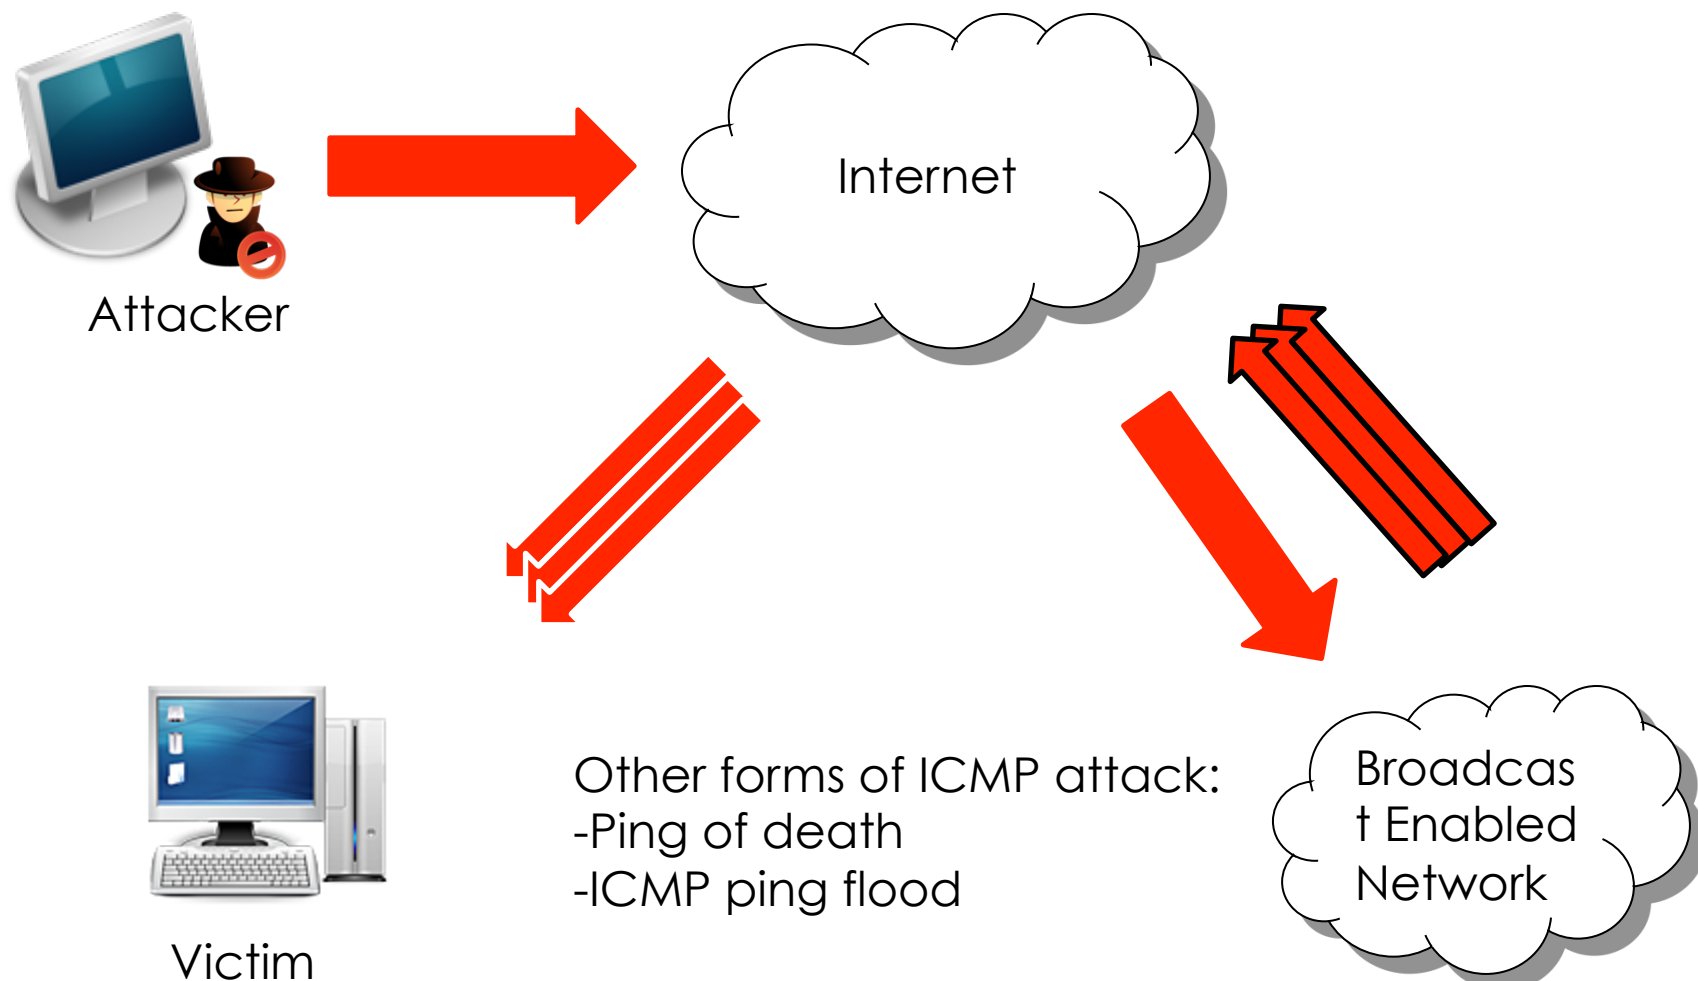 Internet
Attacker
Other forms of ICMP attack:
-Ping of death
-ICMP ping flood
Broadcas
t Enabled
Network
Victim